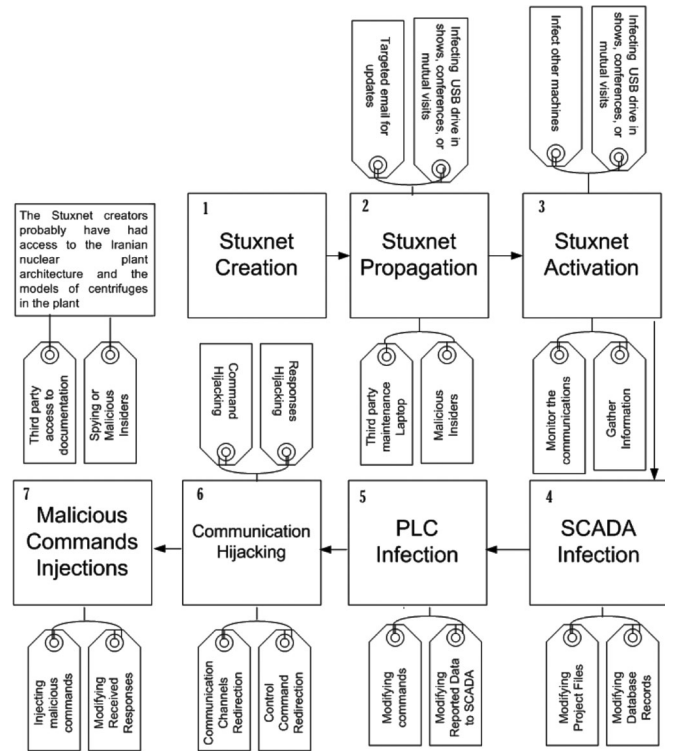 Targeted email for
updates
Infecting USB drive in
shows, conferences, or
mutual visits
Infect other machines
Infecting USB drive in
shows, conferences, or
mutual visits
The Stuxnet creators
probably have had
access to the Iranian
nuclear plant
architecture and the
models of centrifuges
in the plant
1
Stuxnet
Creation
2
Stuxnet
Propagation
3
Stuxnet
Activation
Third party
access to
documentation
Spying or
Malicious
Insiders
Command
Hijacking
Responses
Hijacking
Third party
maintenance
Laptop
Malicious
Insiders
Monitor the
communications
Gather
Information
7
Malicious
Commands
Injections
6
Communication
Hijacking
5
PLC
Infection
4
SCADA
Infection
Injecting
malicious
commands
Modifying
Received
Responses
Communication
Channels
Redirection
Control
Command
Redirection
Modifying
commands
Modifying
Reported Data
to SCADA
Modifying
Project Files
Modifying
Database
Records